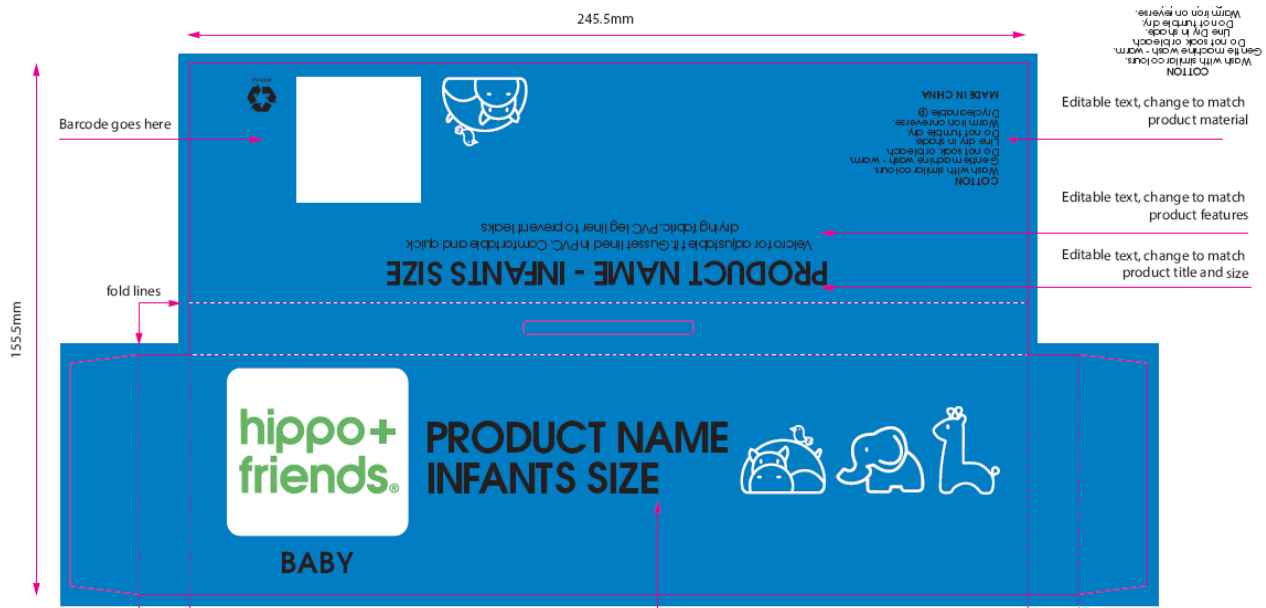 245.5mm
COTTON
Wash with similar colours.
Gentle machine wash - warm.
Do not soak or bleach.
Line Dry in shade.
Do not tumble dry.
Warm iron on reverse.
Barcode goes here
Editable text, change to match
product material
Editable text, change to match
product features
Editable text, change to match
product title and size
fold lines
155.5mm
PRODUCT NAME - INFANTS SIZE
Velcro for adjustable fit. Gusset lined in PVC. Comfortable and quick
drying fabric. PVC leg liner to prevent leaks
COTTON
Wash with similar colours.
Gentle machine wash - warm.
Do not soak or bleach.
Line dry in shade.
Do not tumble dry.
Warm iron on reverse.
Drycleanable. Ⓟ
MADE IN CHINA
hippo+
friends®
BABY
PRODUCT NAME
INFANTS SIZE